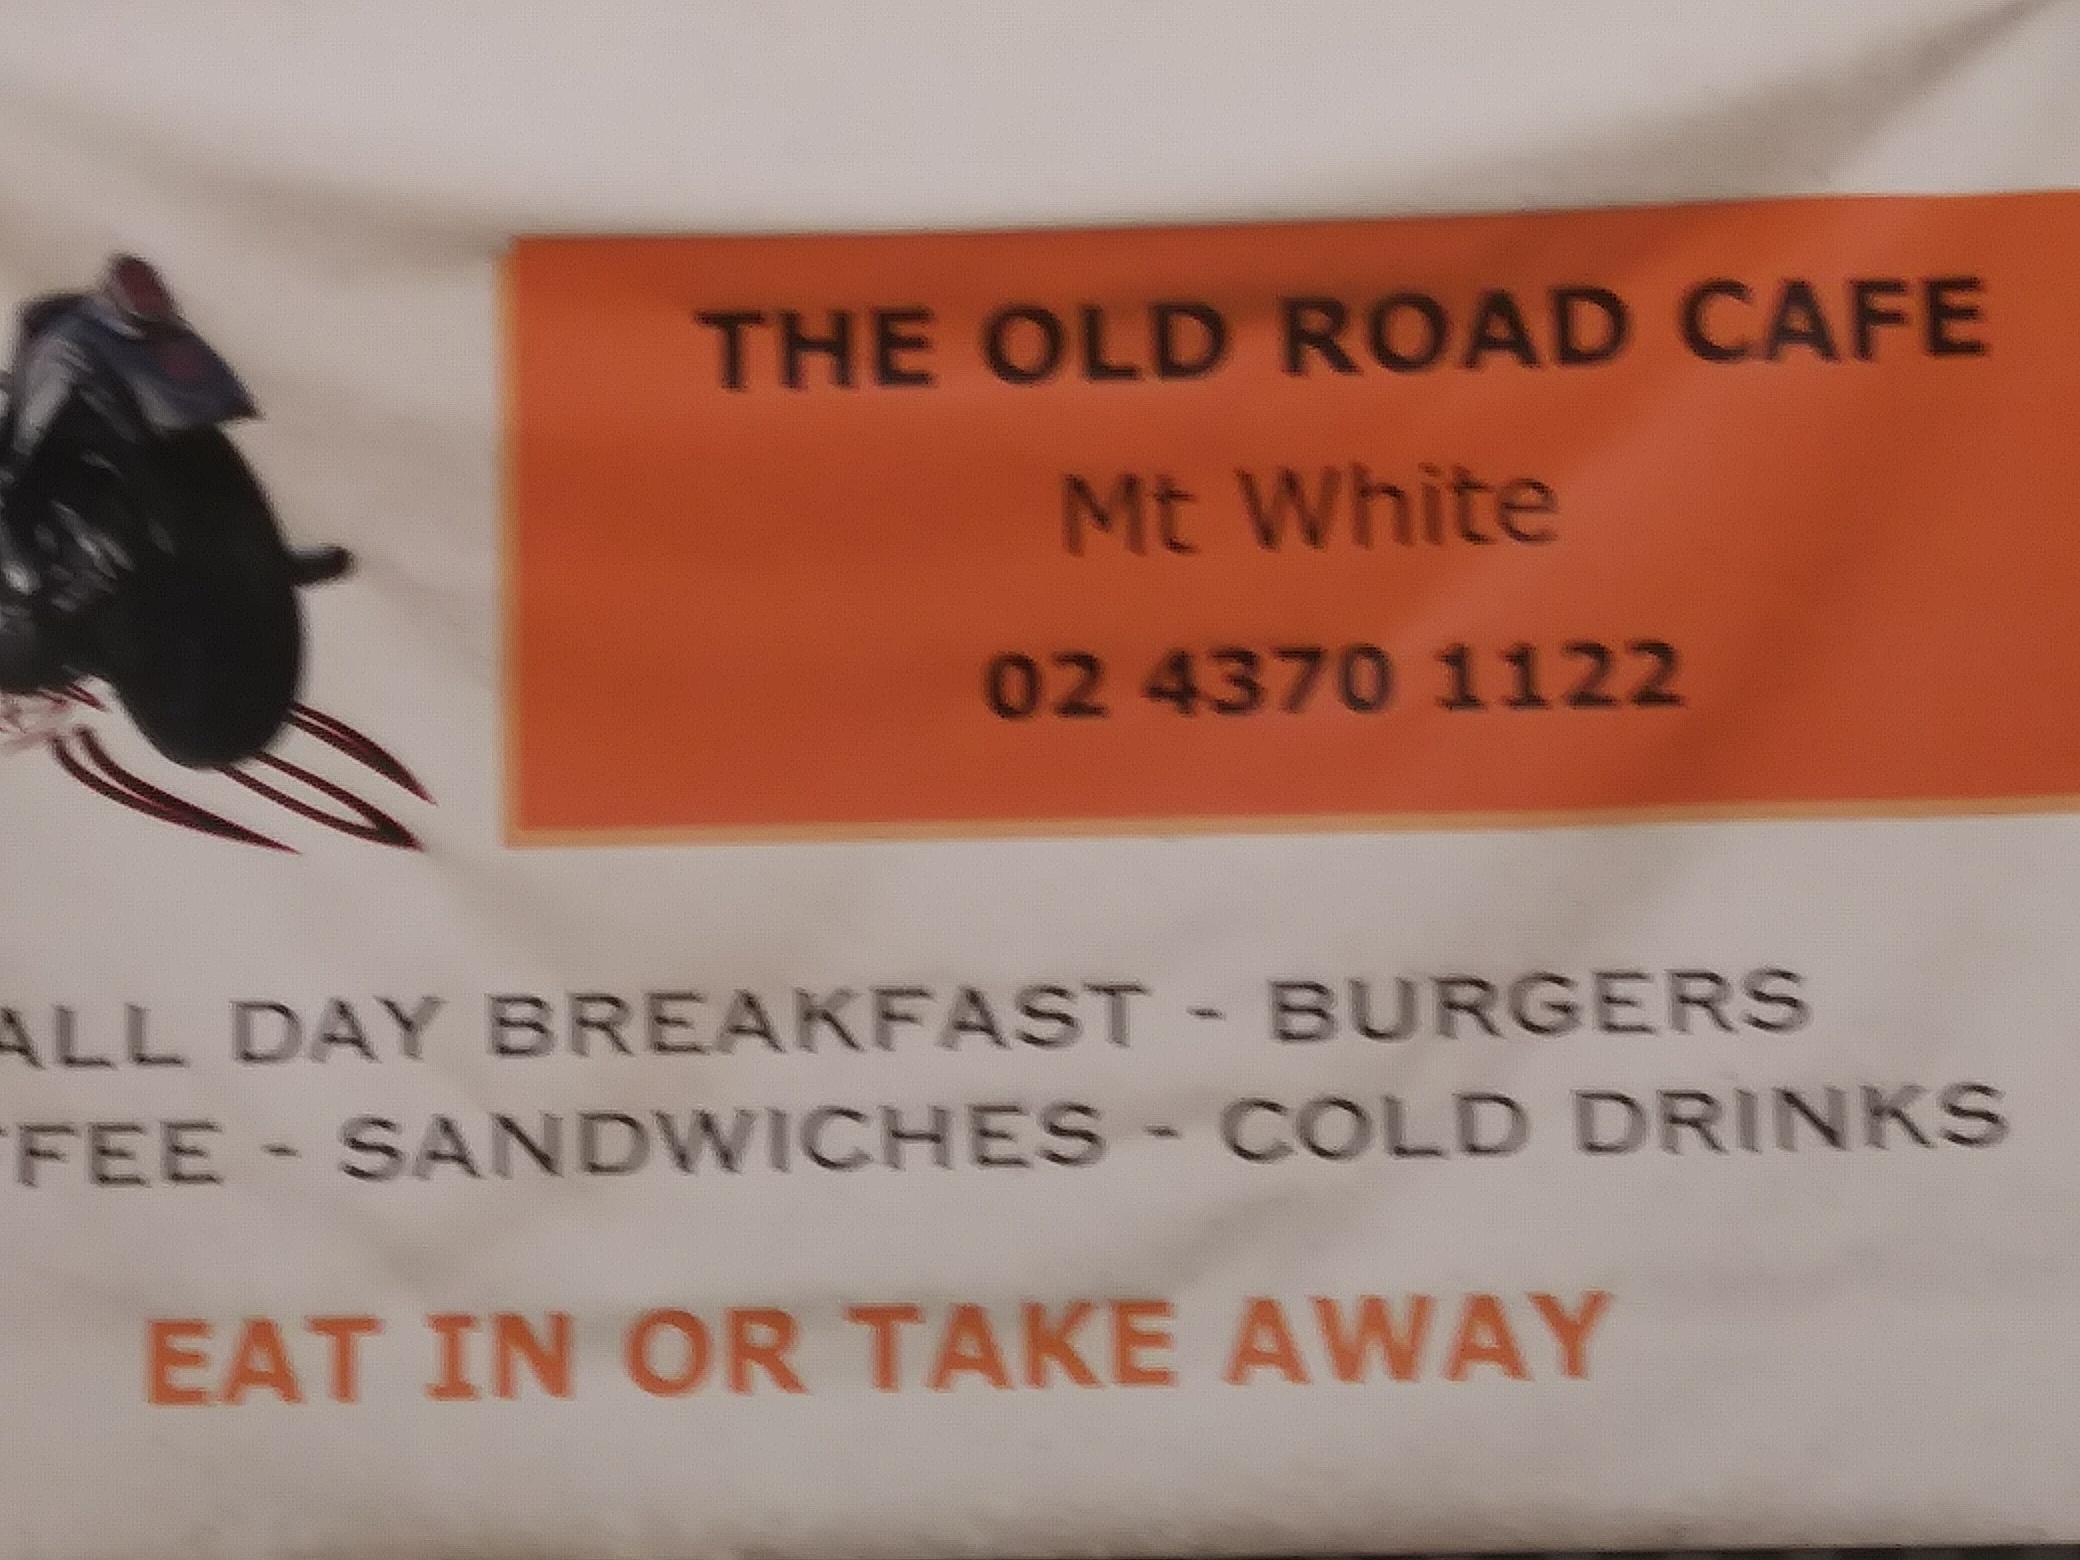 THE OLD ROAD CAFE
Mt White
02 4370 1122
ALL DAY BREAKFAST - BURGERS
FFEE - SANDWICHES - COLD DRINKS
EAT IN OR TAKE AWAY